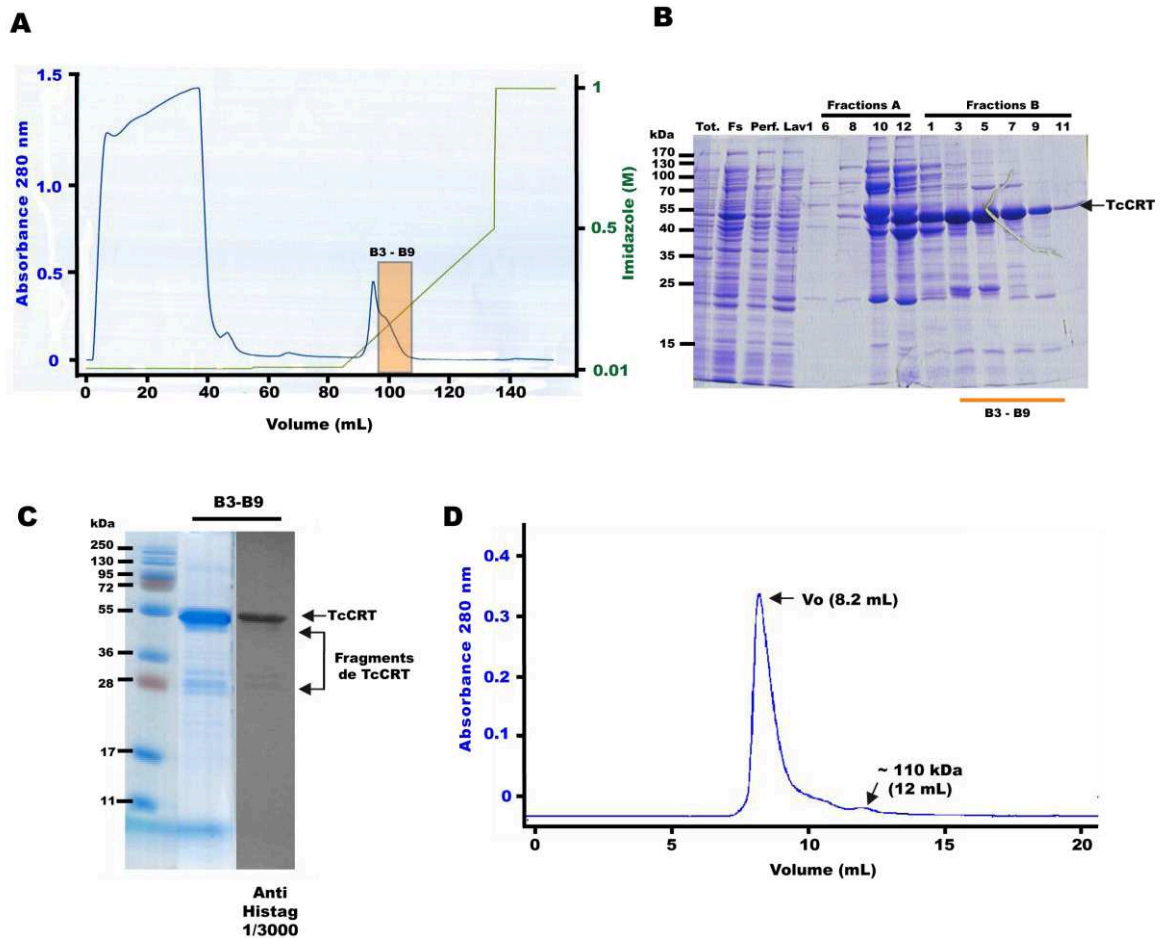 A
Absorbance 280 nm
1.5
1.0
0.5
0
B3 - B9
1
0.5
0.01
Imidazole (M)
0 20 40 60 80 100 120 140
Volume (mL)
B
Fractions A Fractions B
Tot. Fs Perf. Lav1 6 8 10 12 1 3 5 7 9 11
kDa
170
130
100
70
55
40
35
25
15
TcCRT
B3 - B9
C
B3-B9
kDa
250
130
95
72
55
36
28
17
11
TcCRT
Fragments
de TcCRT
Anti
Histag
1/3000
D
Absorbance 280 nm
0.4
0.3
0.2
0.1
0
Vo (8.2 mL)
~ 110 kDa
(12 mL)
0 5 10 15 20
Volume (mL)